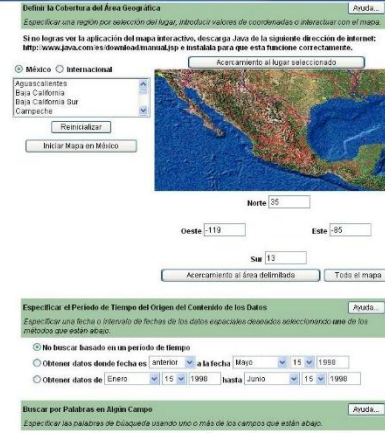 Definir la Cobertura del Área Geográfica
Ayuda...
Especificar una región por selección del lugar, introducir valores de coordenadas o interactuar con el mapa.
Si no logras ver la aplicación del mapa interactivo, descarga Java de la siguiente dirección de internet:
http://www.java.com/es/download/manual.jsp e instálala para que esta funcione correctamente.
México Internacional
Acercamiento al lugar seleccionado
Aguascalientes
Baja California
Baja California Sur
Campeche
Reinicializar
Iniciar Mapa en México
Norte 35
Oeste -119
Este -85
Sur 13
Acercamiento al área delimitada
Todo el mapa
Especificar el Periodo de Tiempo del Origen del Contenido de los Datos
Ayuda...
Especificar una fecha o intervalo de fechas de los datos espaciales deseados seleccionando uno de los
métodos que están abajo.
No buscar basado en un periodo de tiempo
Obtener datos donde fecha es anterior a la fecha Mayo 15 1998
Obtener datos de Enero 15 1998 hasta Junio 15 1998
Buscar por Palabras en Algún Campo
Ayuda...
Especificar las palabras de búsqueda usando uno o más de los campos que están abajo.